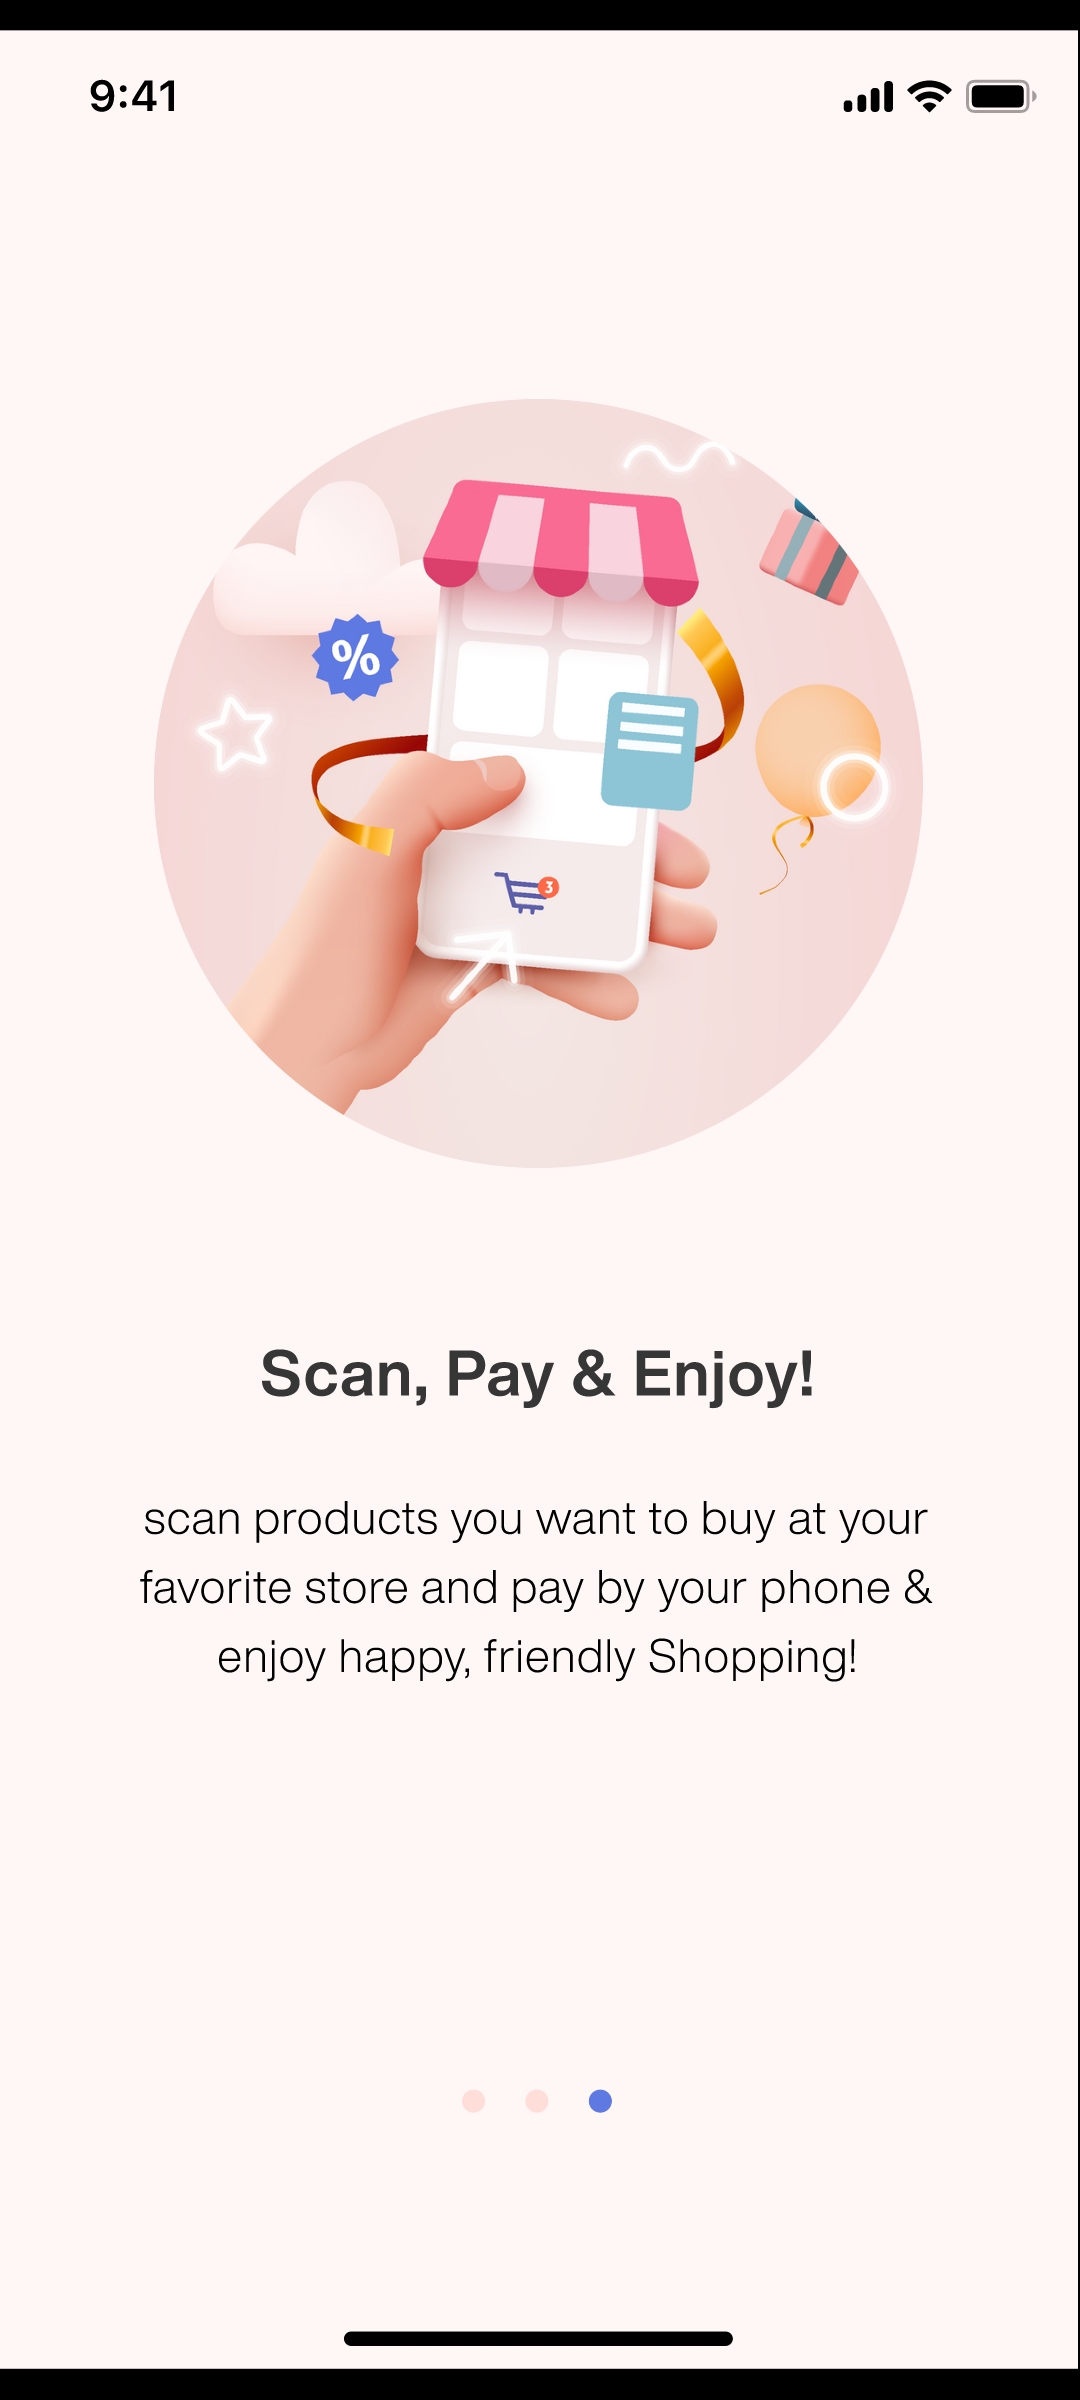 9:41
%
3
Scan, Pay & Enjoy!
scan products you want to buy at your
favorite store and pay by your phone &
enjoy happy, friendly Shopping!